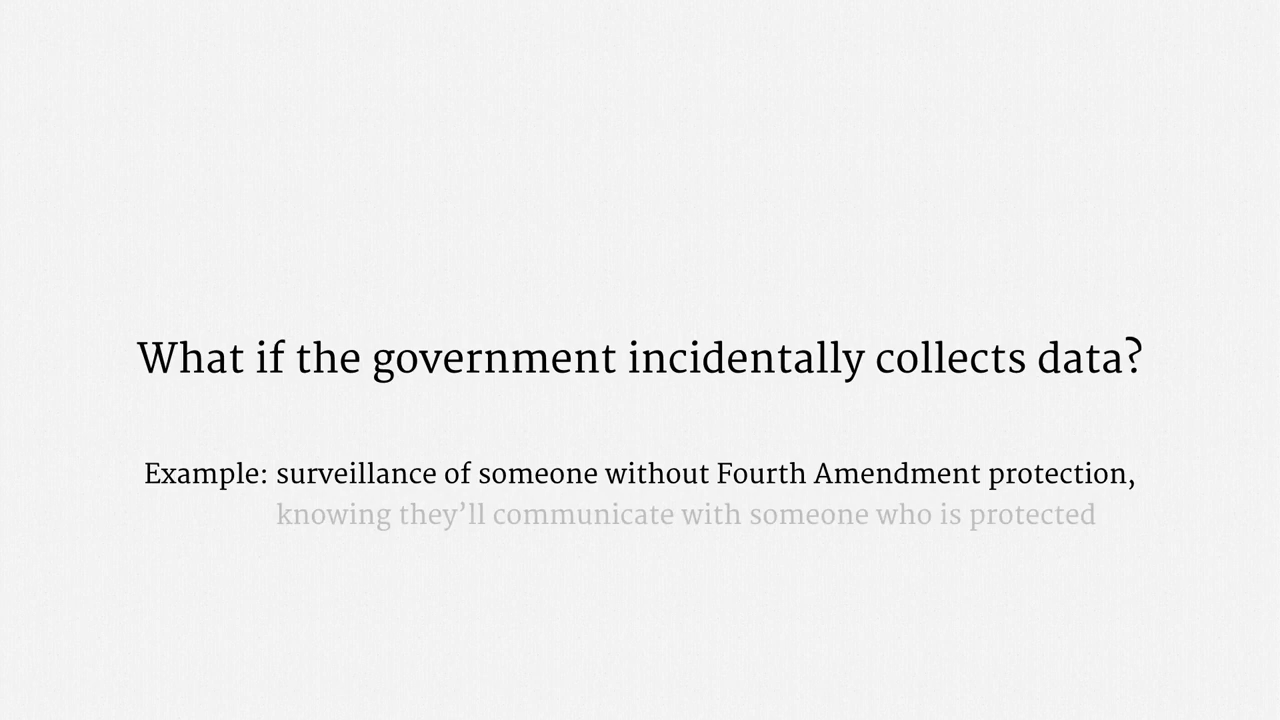 What if the government incidentally collects data?
Example: surveillance of someone without Fourth Amendment protection,
knowing they’ll communicate with someone who is protected